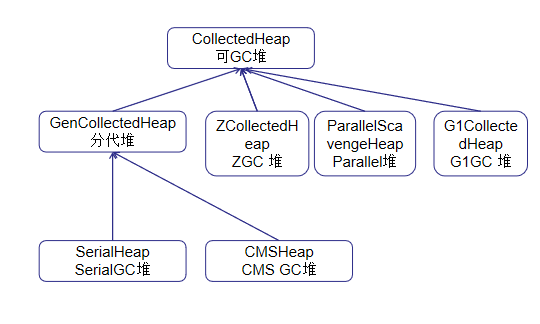 CollectedHeap
可GC堆
GenCollectedHeap
分代堆
ZCollectedH
eap
ZGC 堆
ParallelSca
vengeHeap
Parallel堆
G1Collecte
dHeap
G1GC 堆
SerialHeap
SerialGC堆
CMSHeap
CMS GC堆